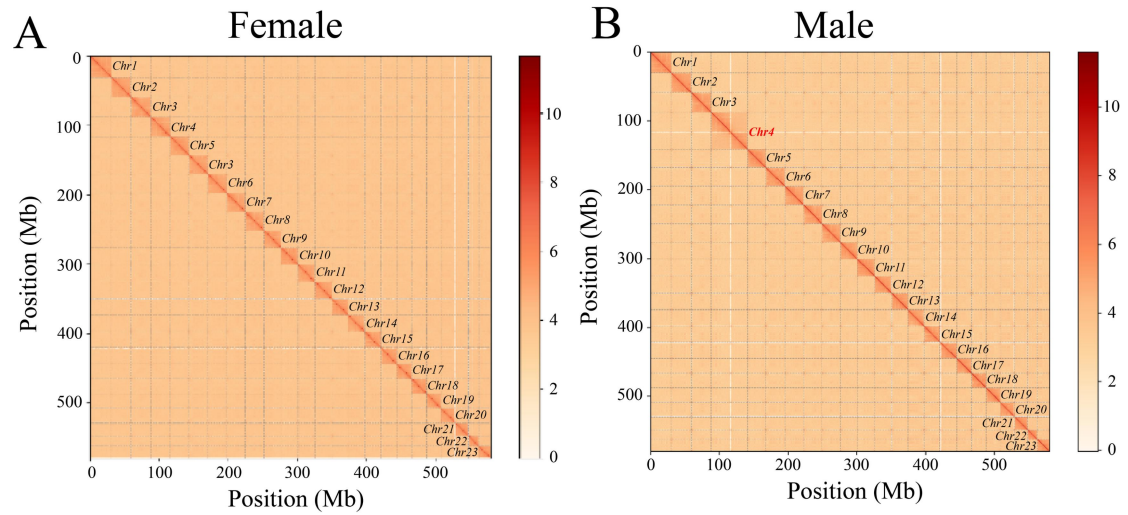 A
Female
0
100
200
300
400
500
Position (Mb)
Chr1
Chr2
Chr3
Chr4
Chr5
Chr3
Chr6
Chr7
Chr8
Chr9
Chr10
Chr11
Chr12
Chr13
Chr14
Chr15
Chr16
Chr17
Chr18
Chr19
Chr20
Chr21
Chr22
Chr23
0 100 200 300 400 500
Position (Mb)
10
8
6
4
2
0
B
Male
0
100
200
300
400
500
Position (Mb)
Chr1
Chr2
Chr3
Chr4
Chr5
Chr6
Chr7
Chr8
Chr9
Chr10
Chr11
Chr12
Chr13
Chr14
Chr15
Chr16
Chr17
Chr18
Chr19
Chr20
Chr21
Chr22
Chr23
0 100 200 300 400 500
Position (Mb)
10
8
6
4
2
0